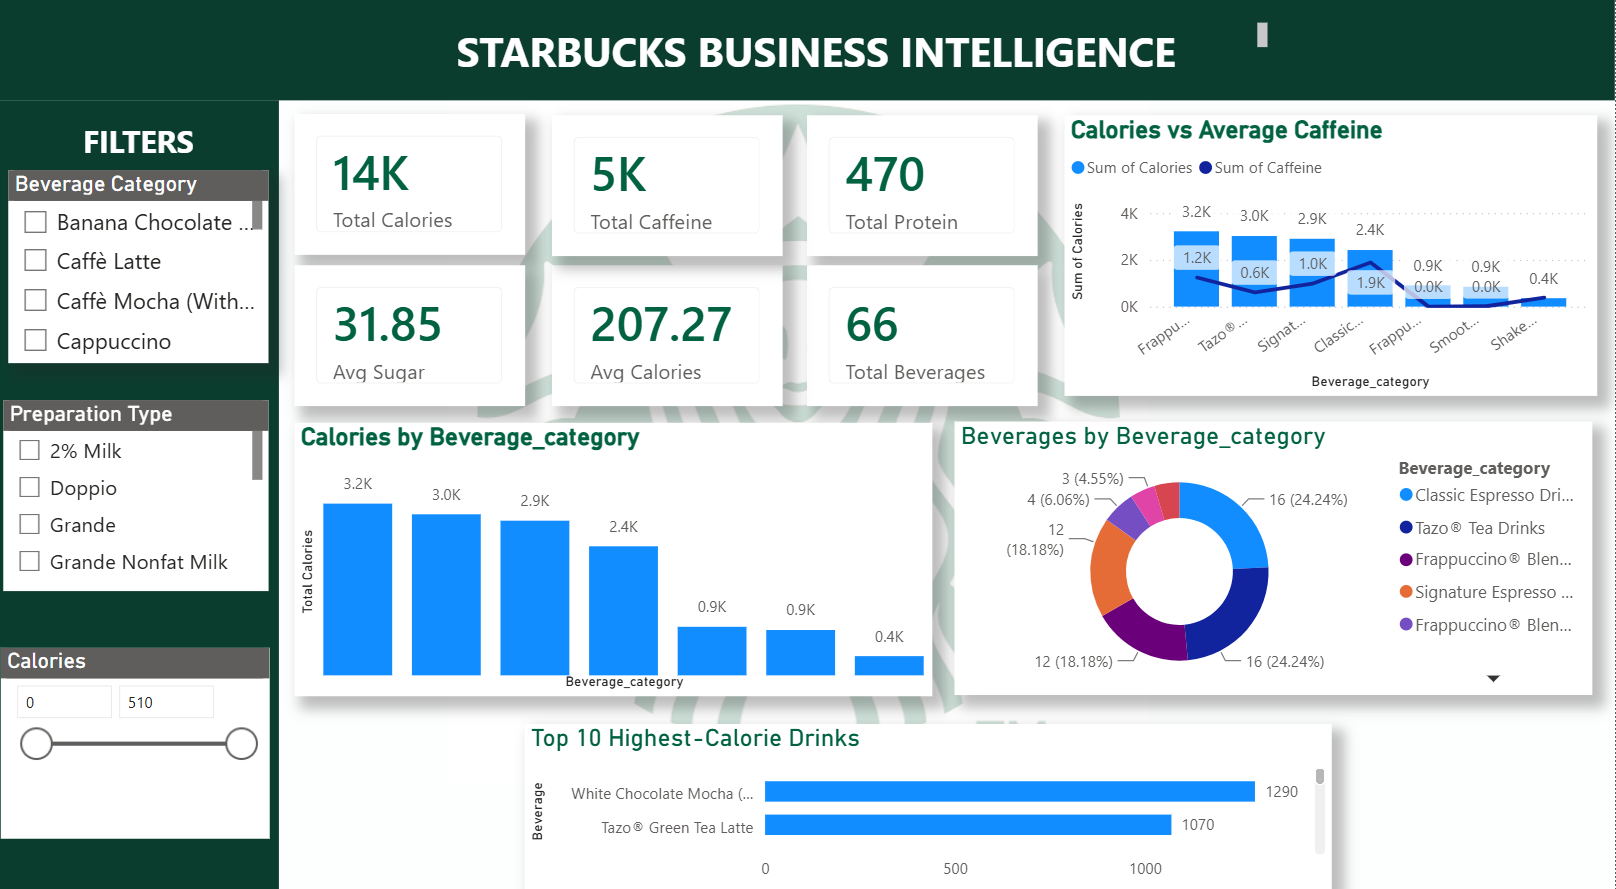 STARBUCKS BUSINESS INTELLIGENCE
FILTERS
Beverage Category
Banana Chocolate ...
Caffè Latte
Caffè Mocha (With...
Cappuccino
Preparation Type
2% Milk
Doppio
Grande
Grande Nonfat Milk
Calories
0 510
14K
Total Calories
5K
Total Caffeine
470
Total Protein
31.85
Avg Sugar
207.27
Avg Calories
66
Total Beverages
Calories vs Average Caffeine
Sum of Calories Sum of Caffeine
Sum of Calories
4K
2K
0K
3.2K 3.0K 2.9K 2.4K 0.9K 0.9K 0.4K
1.2K 0.6K 1.0K 1.9K 0.0K 0.0K
Frappu... Tazo® ... Signat... Classic... Frappu... Smoot... Shake...
Beverage_category
Calories by Beverage_category
Total Calories
3.2K 3.0K 2.9K 2.4K 0.9K 0.9K 0.4K
Beverage_category
Beverages by Beverage_category
3 (4.55%)
4 (6.06%)
12
(18.18%)
12 (18.18%)
16 (24.24%)
16 (24.24%)
Beverage_category
Classic Espresso Dri...
Tazo® Tea Drinks
Frappuccino® Blen...
Signature Espresso ...
Frappuccino® Blen...
TM
Top 10 Highest-Calorie Drinks
Beverage
White Chocolate Mocha (... 1290
Tazo® Green Tea Latte 1070
0 500 1000